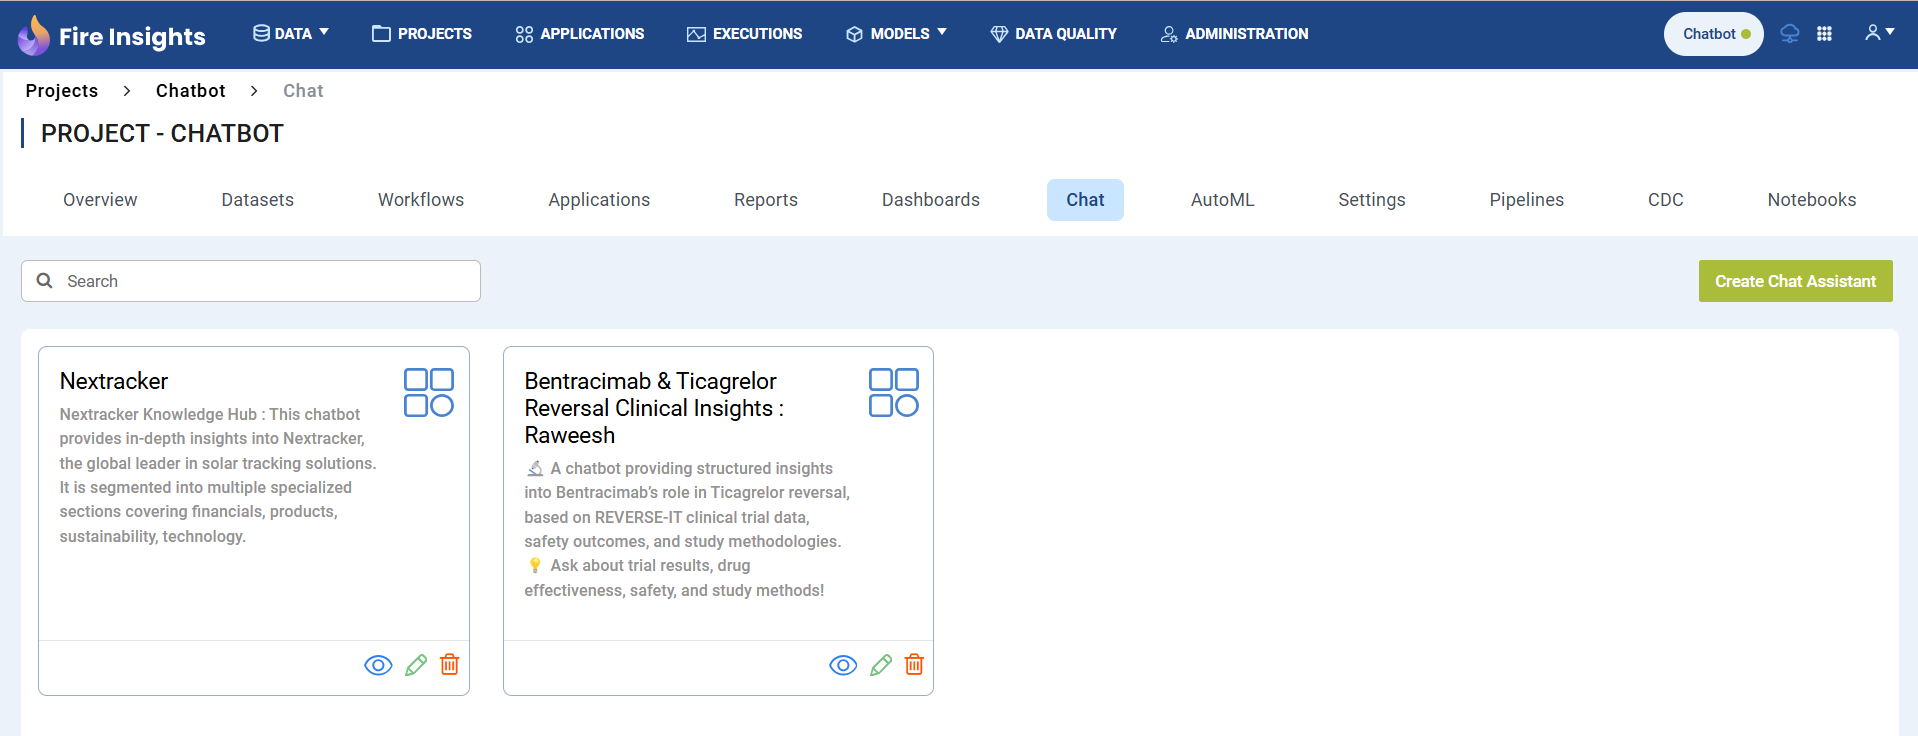 Fire Insights
DATA
PROJECTS
APPLICATIONS
EXECUTIONS
MODELS
DATA QUALITY
ADMINISTRATION
Chatbot
Projects > Chatbot > Chat
PROJECT - CHATBOT
Overview
Datasets
Workflows
Applications
Reports
Dashboards
Chat
AutoML
Settings
Pipelines
CDC
Notebooks
Search
Create Chat Assistant
Nextracker
Nextracker Knowledge Hub : This chatbot
provides in-depth insights into Nextracker,
the global leader in solar tracking solutions.
It is segmented into multiple specialized
sections covering financials, products,
sustainability, technology.
Bentracimab & Ticagrelor
Reversal Clinical Insights :
Raweesh
🔬 A chatbot providing structured insights
into Bentracimab’s role in Ticagrelor reversal,
based on REVERSE-IT clinical trial data,
safety outcomes, and study methodologies.
💡 Ask about trial results, drug
effectiveness, safety, and study methods!